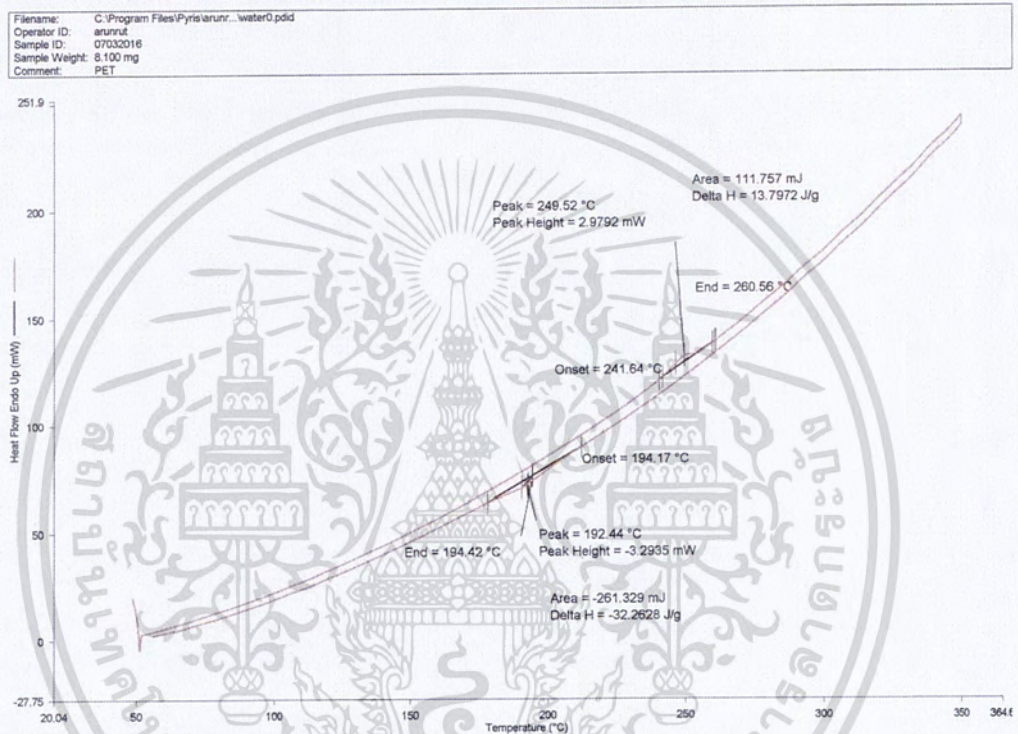 Filename: C:\Program Files\Pyris\arunr...\water0.pdid
Operator ID: arunrut
Sample ID: 07032016
Sample Weight: 8.100 mg
Comment: PET
251.9
Area = 111.757 mJ
Delta H = 13.7972 J/g
Peak = 249.52 °C
Peak Height = 2.9792 mW
200
End = 260.56 °C
150
Onset = 241.64 °C
Heat Flow Endo Up (mW)
100
Onset = 194.17 °C
Peak = 192.44 °C
Peak Height = -3.2935 mW
50
End = 194.42 °C
Area = -261.329 mJ
Delta H = -32.2628 J/g
0
-27.75
20.04 50 100 150 200 250 300 350 364.6
Temperature (°C)